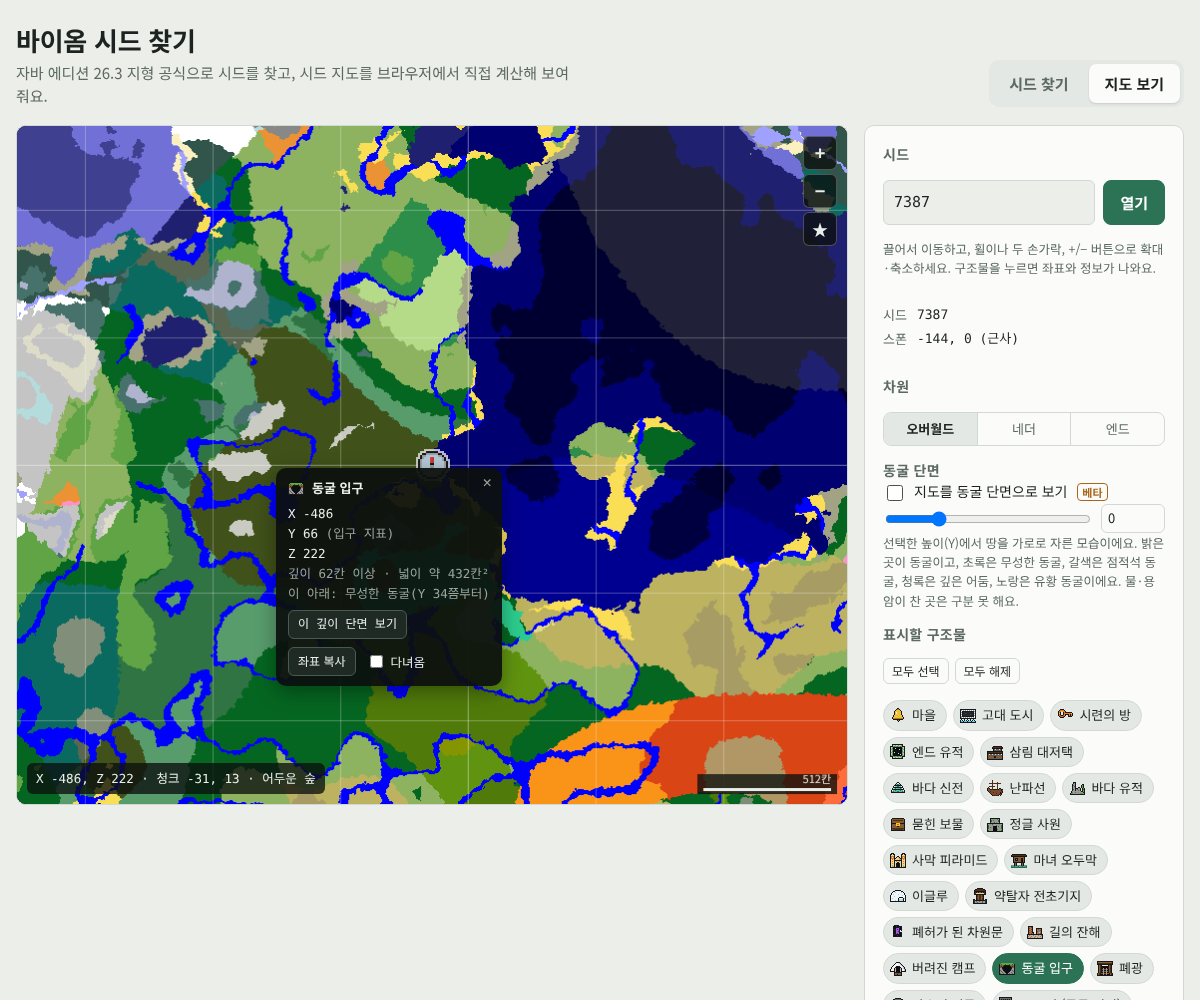 바이옴 시드 찾기
자바 에디션 26.3 지형 공식으로 시드를 찾고, 시드 지도를 브라우저에서 직접 계산해 보여
줘요.
시드 찾기
지도 보기
+
−
★
동굴 입구
×
X -486
Y 66 (입구 지표)
Z 222
깊이 62칸 이상 · 넓이 약 432칸²
이 아래: 무성한 동굴(Y 34쯤부터)
이 깊이 단면 보기
좌표 복사
다녀옴
X -486, Z 222 · 청크 -31, 13 · 어두운 숲
512칸
시드
7387
열기
끌어서 이동하고, 휠이나 두 손가락, +/− 버튼으로 확대
·축소하세요. 구조물을 누르면 좌표와 정보가 나와요.
시드 7387
스폰 -144, 0 (근사)
차원
오버월드
네더
엔드
동굴 단면
지도를 동굴 단면으로 보기 베타
0
선택한 높이(Y)에서 땅을 가로로 자른 모습이에요. 밝은
곳이 동굴이고, 초록은 무성한 동굴, 갈색은 점적석 동
굴, 청록은 깊은 어둠, 노랑은 유황 동굴이에요. 물·용
암이 찬 곳은 구분 못 해요.
표시할 구조물
모두 선택
모두 해제
마을
고대 도시
시련의 방
엔드 유적
삼림 대저택
바다 신전
난파선
바다 유적
묻힌 보물
정글 사원
사막 피라미드
마녀 오두막
이글루
약탈자 전초기지
폐허가 된 차원문
길의 잔해
버려진 캠프
동굴 입구
폐광